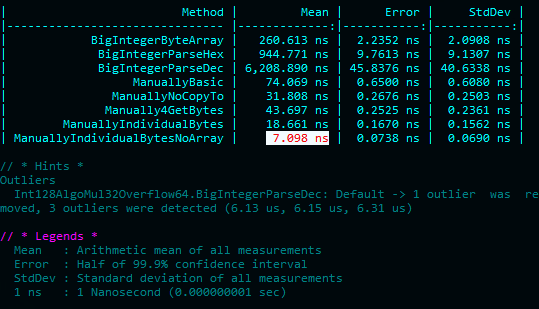 | Method | Mean | Error | StdDev |
|------------------------------- |-------------:|-----------:|-----------:|
| BigIntegerByteArray | 260.613 ns | 2.2352 ns | 2.0908 ns |
| BigIntegerParseHex | 944.771 ns | 9.7613 ns | 9.1307 ns |
| BigIntegerParseDec | 6,208.890 ns | 45.8376 ns | 40.6338 ns |
| ManuallyBasic | 74.069 ns | 0.6500 ns | 0.6080 ns |
| ManuallyNoCopyTo | 31.808 ns | 0.2676 ns | 0.2503 ns |
| Manually4GetBytes | 43.697 ns | 0.2525 ns | 0.2361 ns |
| ManuallyIndividualBytes | 18.661 ns | 0.1670 ns | 0.1562 ns |
| ManuallyIndividualBytesNoArray | 7.098 ns | 0.0738 ns | 0.0690 ns |
// * Hints *
Outliers
Int128AlgoMul32Overflow64.BigIntegerParseDec: Default -> 1 outlier was re
moved, 3 outliers were detected (6.13 us, 6.15 us, 6.31 us)
// * Legends *
Mean : Arithmetic mean of all measurements
Error : Half of 99.9% confidence interval
StdDev : Standard deviation of all measurements
1 ns : 1 Nanosecond (0.000000001 sec)